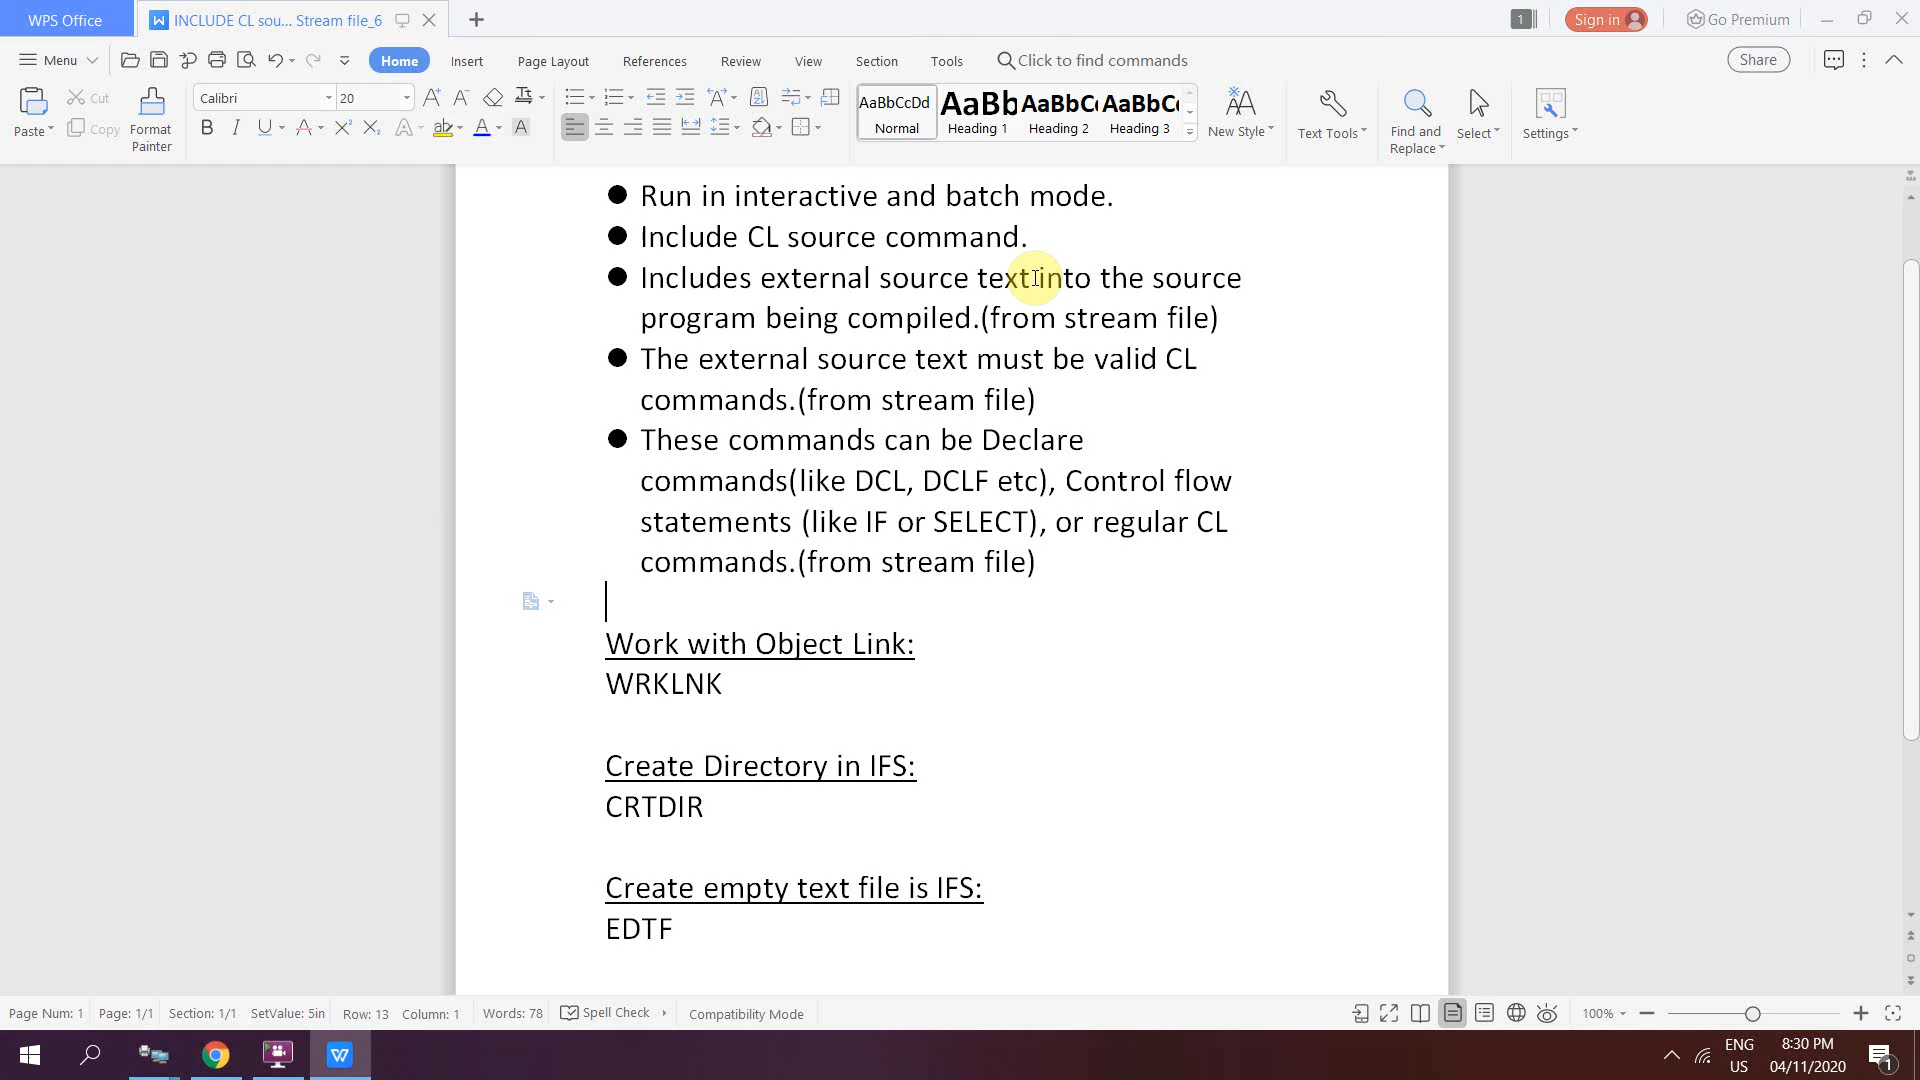 WPS Office
INCLUDE CL sou... Stream file_6
1
Sign in
Go Premium
Menu
Home
Insert
Page Layout
References
Review
View
Section
Tools
Click to find commands
Share
Paste
Cut
Copy
Format
Painter
Calibri
20
AaBbCcDd
Normal
AaBb
Heading 1
AaBbC
Heading 2
AaBbC
Heading 3
New Style
Text Tools
Find and
Replace
Select
Settings
Run in interactive and batch mode.
Include CL source command.
Includes external source text into the source
program being compiled.(from stream file)
The external source text must be valid CL
commands.(from stream file)
These commands can be Declare
commands(like DCL, DCLF etc), Control flow
statements (like IF or SELECT), or regular CL
commands.(from stream file)
Work with Object Link:
WRKLNK
Create Directory in IFS:
CRTDIR
Create empty text file is IFS:
EDTF
Page Num: 1
Page: 1/1
Section: 1/1
SetValue: 5in
Row: 13
Column: 1
Words: 78
Spell Check
Compatibility Mode
100%
ENG
US
8:30 PM
04/11/2020
1